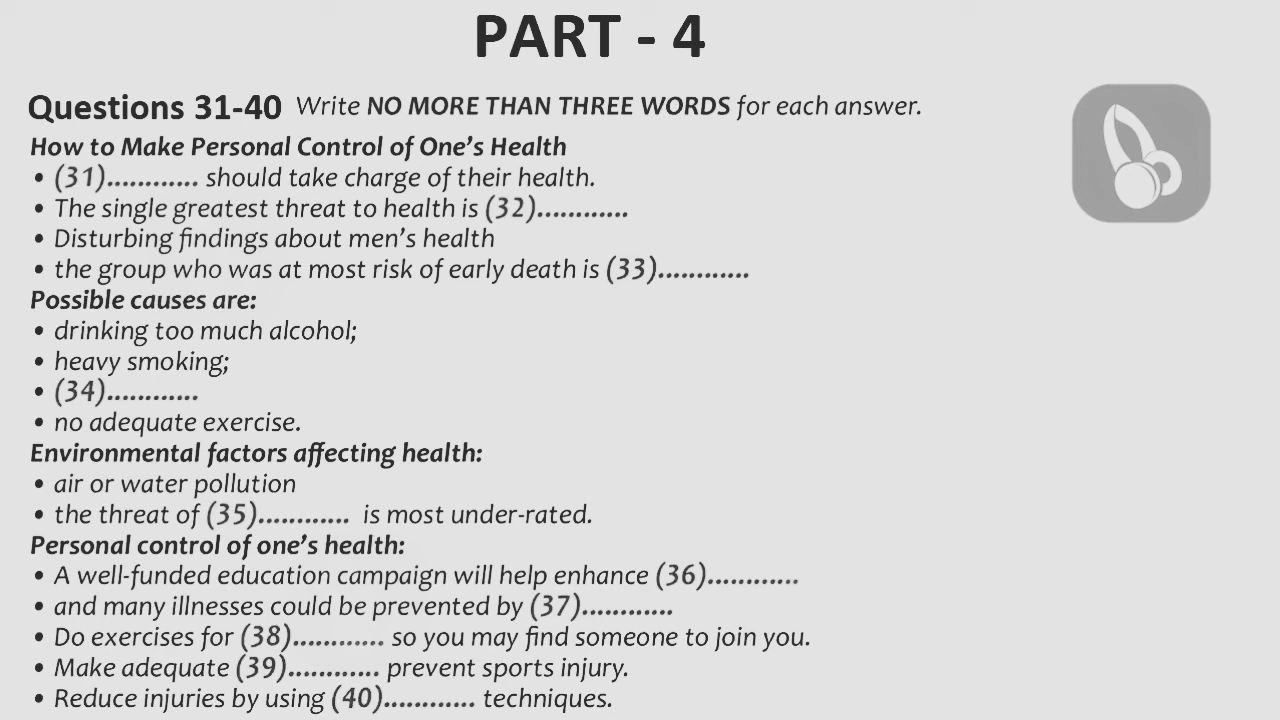 PART - 4
Questions 31-40 Write NO MORE THAN THREE WORDS for each answer.
How to Make Personal Control of One's Health
• (31)............ should take charge of their health.
• The single greatest threat to health is (32)............
• Disturbing findings about men's health
• the group who was at most risk of early death is (33)............
Possible causes are:
• drinking too much alcohol;
• heavy smoking;
• (34)............
• no adequate exercise.
Environmental factors affecting health:
• air or water pollution
• the threat of (35)............ is most under-rated.
Personal control of one's health:
• A well-funded education campaign will help enhance (36)............
• and many illnesses could be prevented by (37)............
• Do exercises for (38)............ so you may find someone to join you.
• Make adequate (39)............ prevent sports injury.
• Reduce injuries by using (40)............ techniques.